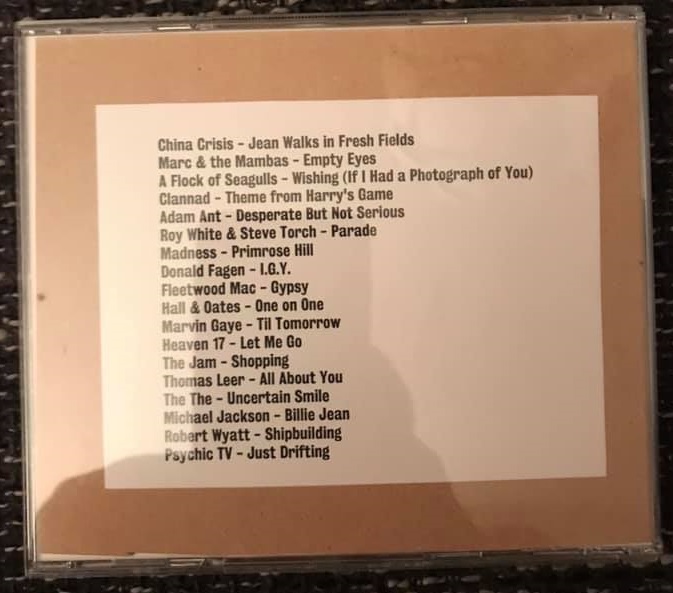 China Crisis - Jean Walks in Fresh Fields
Marc & the Mambas - Empty Eyes
A Flock of Seagulls - Wishing (If I Had a Photograph of You)
Clannad - Theme from Harry's Game
Adam Ant - Desperate But Not Serious
Roy White & Steve Torch - Parade
Madness - Primrose Hill
Donald Fagen - I.G.Y.
Fleetwood Mac - Gypsy
Hall & Oates - One on One
Marvin Gaye - Til Tomorrow
Heaven 17 - Let Me Go
The Jam - Shopping
Thomas Leer - All About You
The The - Uncertain Smile
Michael Jackson - Billie Jean
Robert Wyatt - Shipbuilding
Psychic TV - Just Drifting